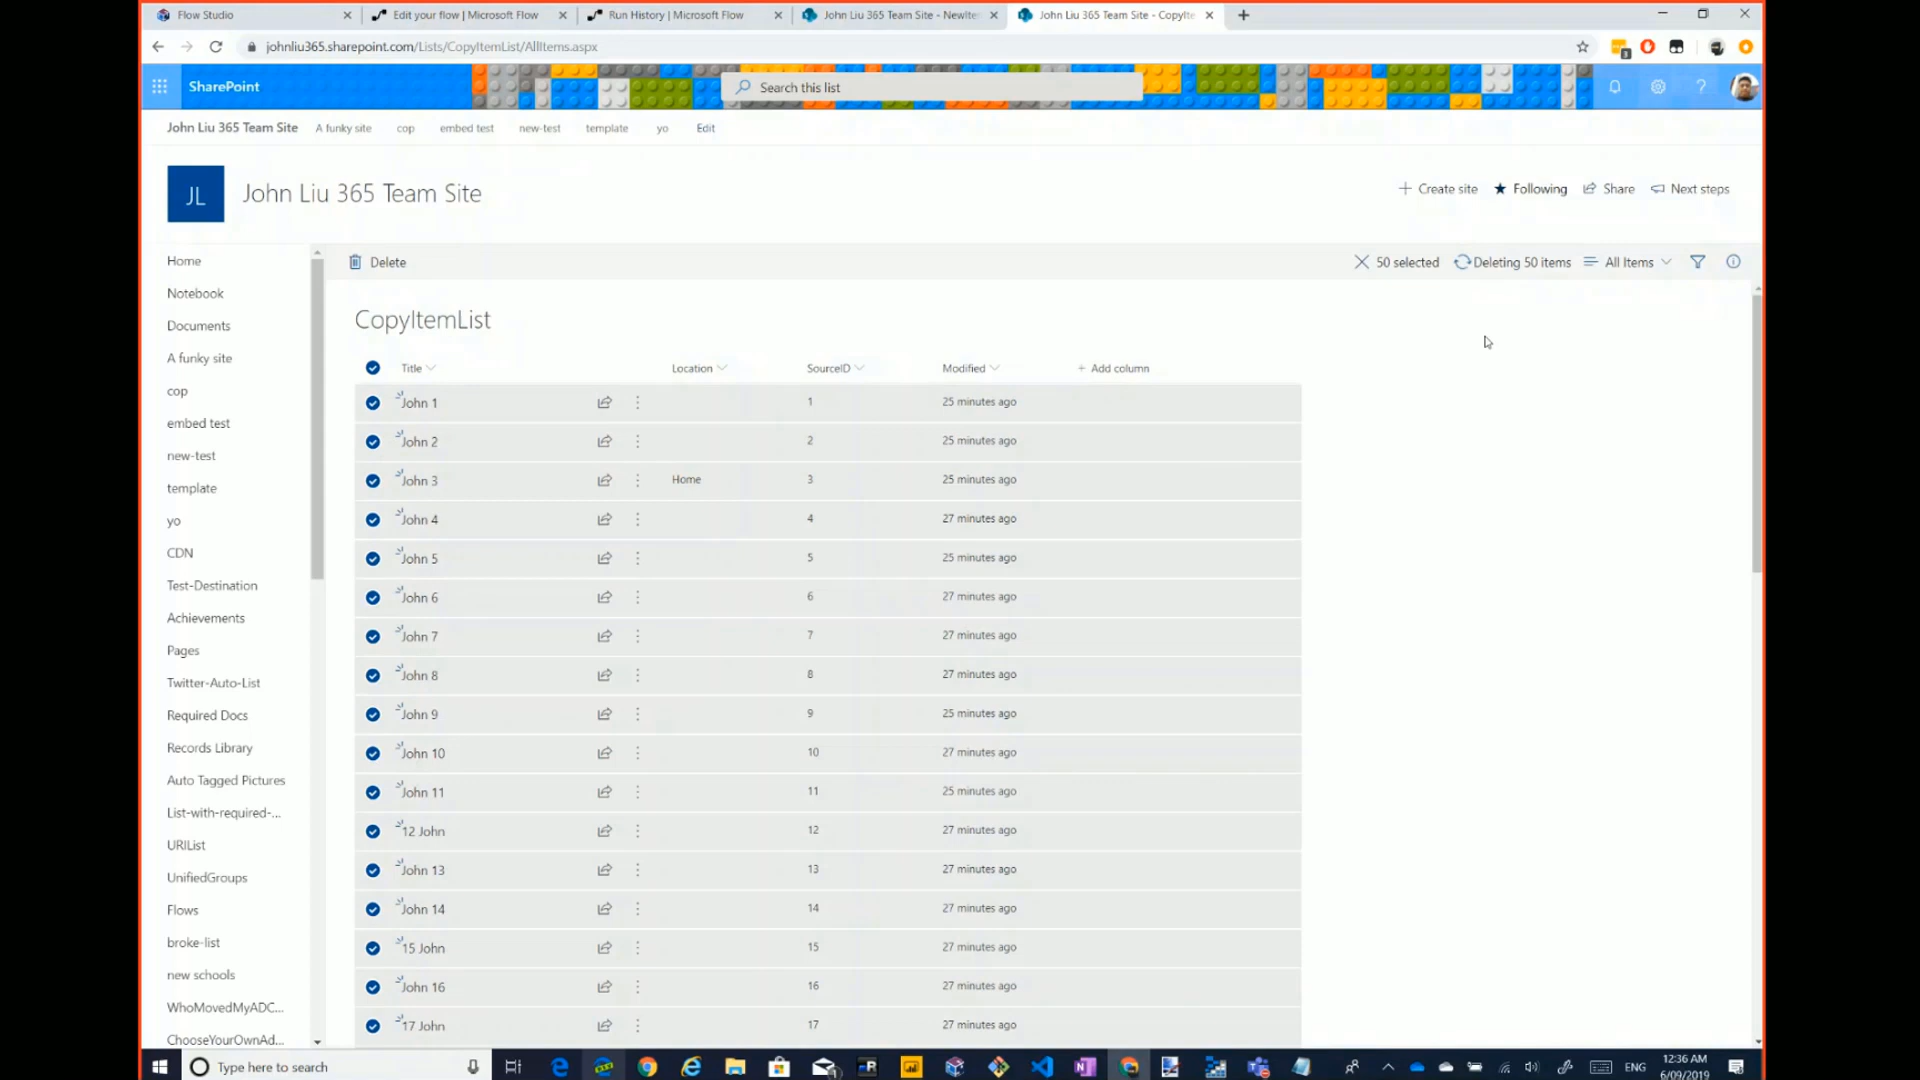 Flow Studio
Edit your flow | Microsoft Flow
Run History | Microsoft Flow
John Liu 365 Team Site - NewIte
John Liu 365 Team Site - CopyIte
johnliu365.sharepoint.com/Lists/CopyItemList/AllItems.aspx
SharePoint
Search this list
John Liu 365 Team Site
A funky site
cop
embed test
new-test
template
yo
Edit
JL
John Liu 365 Team Site
Create site
Following
Share
Next steps
Home
Notebook
Documents
A funky site
cop
embed test
new-test
template
yo
CDN
Test-Destination
Achievements
Pages
Twitter-Auto-List
Required Docs
Records Library
Auto Tagged Pictures
List-with-required-...
URIList
UnifiedGroups
Flows
broke-list
new schools
WhoMovedMyADC...
ChooseYourOwnAd...
Delete
50 selected
Deleting 50 items
All Items
CopyItemList
Title Location SourceID Modified + Add column
John 1 1 25 minutes ago
John 2 2 25 minutes ago
John 3 Home 3 25 minutes ago
John 4 4 27 minutes ago
John 5 5 25 minutes ago
John 6 6 27 minutes ago
John 7 7 27 minutes ago
John 8 8 27 minutes ago
John 9 9 25 minutes ago
John 10 10 27 minutes ago
John 11 11 25 minutes ago
12 John 12 27 minutes ago
John 13 13 27 minutes ago
John 14 14 27 minutes ago
15 John 15 27 minutes ago
John 16 16 27 minutes ago
17 John 17 27 minutes ago
Type here to search
ENG
12:36 AM
6/09/2019